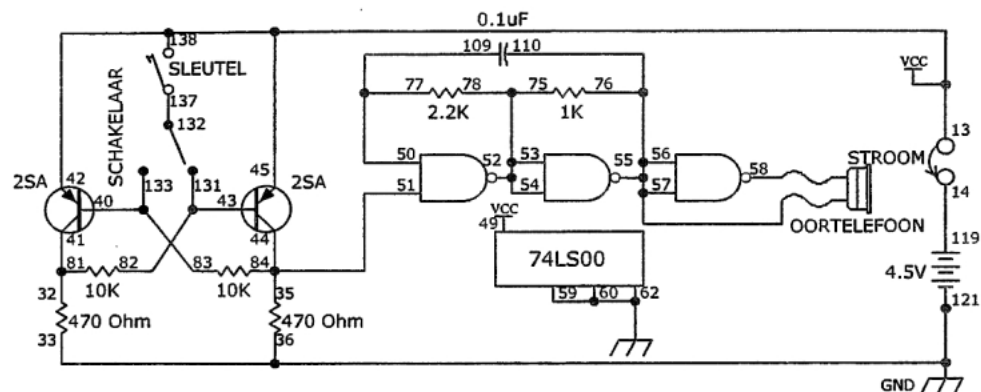 0.1uF
138
SLEUTEL
137
132
SCHAKELAAR
133
131
109
110
77
78
2.2K
75
76
1K
VCC
13
STROOM
14
42
2SA
40
41
45
2SA
43
44
50
51
52
53
54
55
56
57
58
OORTELEFOON
VCC
49
74LS00
59
60
62
81
82
10K
83
84
10K
32
470 Ohm
33
35
470 Ohm
36
119
4.5V
121
GND